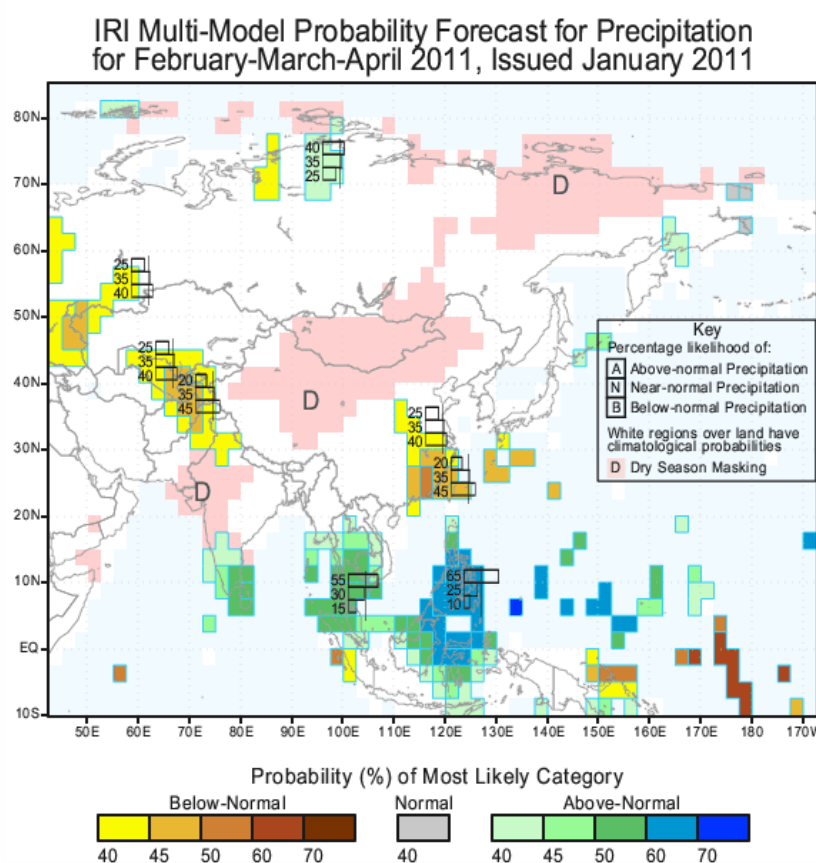 IRI Multi-Model Probability Forecast for Precipitation
for February-March-April 2011, Issued January 2011
80N
70N
60N
50N
40N
30N
20N
10N
EQ
10S
40
35
25
D
25
35
40
25
35
40
20
35
45
D
25
35
40
20
35
45
D
55
30
15
65
25
10
Key
Percentage likelihood of:
A Above-normal Precipitation
N Near-normal Precipitation
B Below-normal Precipitation
White regions over land have
climatological probabilities
D Dry Season Masking
50E 60E 70E 80E 90E 100E 110E 120E 130E 140E 150E 160E 170E 180 170W
Probability (%) of Most Likely Category
Below-Normal Normal Above-Normal
40 45 50 60 70 40 40 45 50 60 70